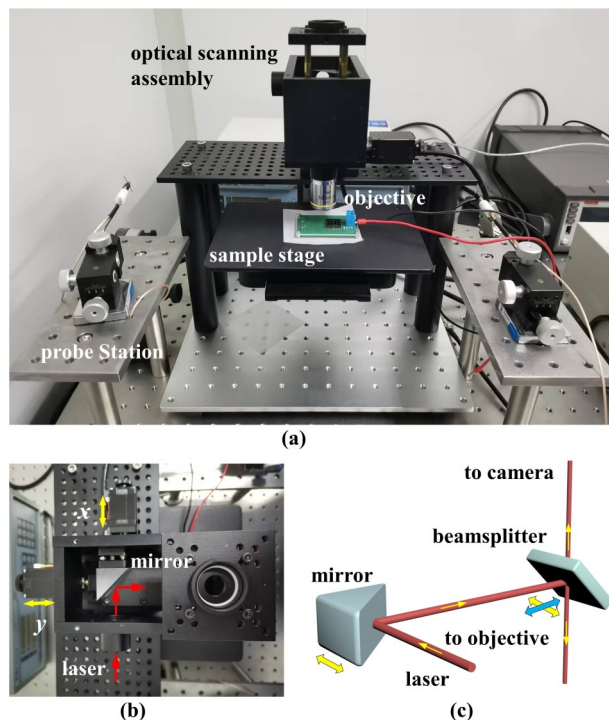 optical scanning
assembly
objective
sample stage
probe Station
(a)
x
mirror
y
laser
(b)
to camera
beamsplitter
mirror
to objective
laser
(c)